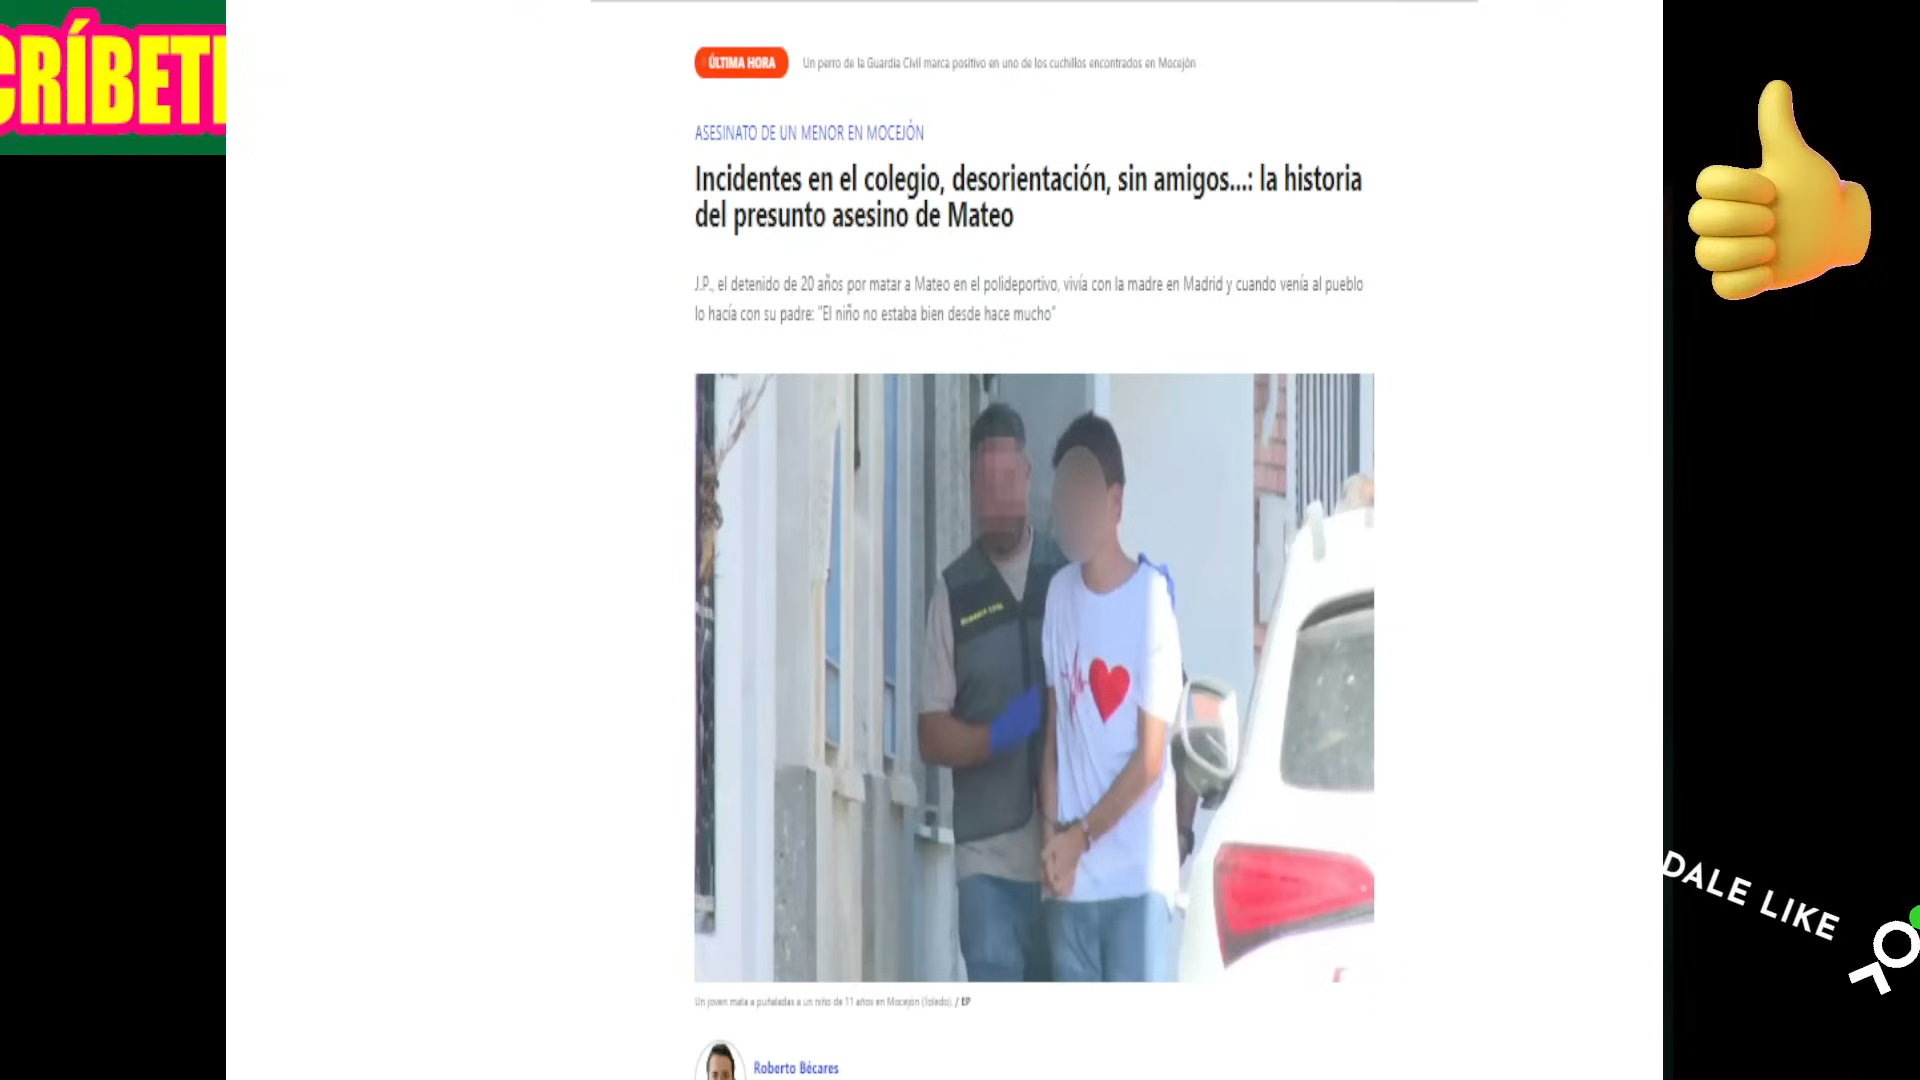 CRÍBETE
ÚLTIMA HORA Un perro de la Guardia Civil marca positivo en uno de los cuchillos encontrados en Mocejón
ASESINATO DE UN MENOR EN MOCEJÓN
Incidentes en el colegio, desorientación, sin amigos...: la historia
del presunto asesino de Mateo
J.P., el detenido de 20 años por matar a Mateo en el polideportivo, vivía con la madre en Madrid y cuando venía al pueblo
lo hacía con su padre: "El niño no estaba bien desde hace mucho"
GUARDIA CIVIL
DALE LIKE
Un joven mata a puñaladas a un niño de 11 años en Mocejón (Toledo). / EP
Roberto Bécares